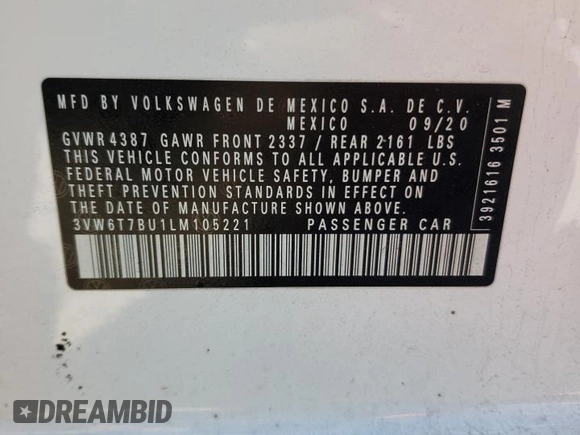 MFD BY VOLKSWAGEN DE MEXICO S.A. DE C.V.
MEXICO 09/20
GVWR 4387 GAWR FRONT 2337 / REAR 2161 LBS
THIS VEHICLE CONFORMS TO ALL APPLICABLE U.S.
FEDERAL MOTOR VEHICLE SAFETY, BUMPER AND
THEFT PREVENTION STANDARDS IN EFFECT ON
THE DATE OF MANUFACTURE SHOWN ABOVE.
3VW6T7BU1LM105221 PASSENGER CAR
3921616 3501 M
DREAMBID